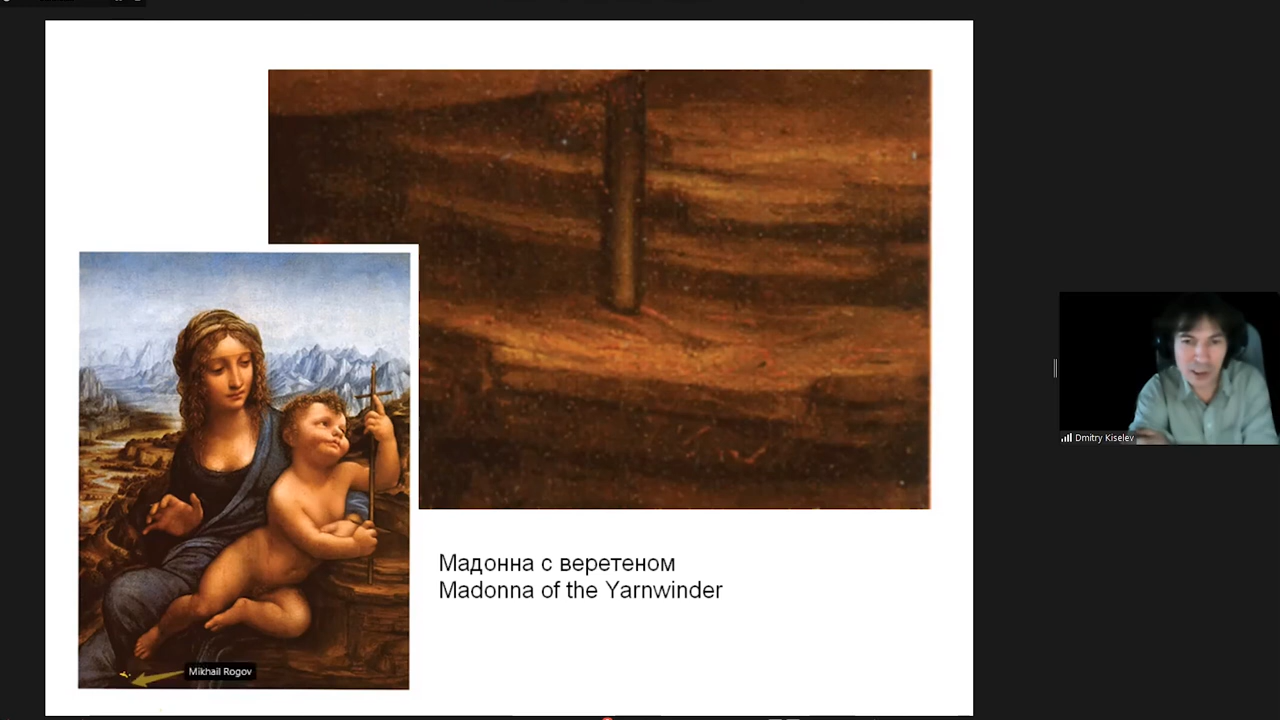 Мадонна с веретеном
Madonna of the Yarnwinder
Mikhail Rogov
Dmitry Kiselev